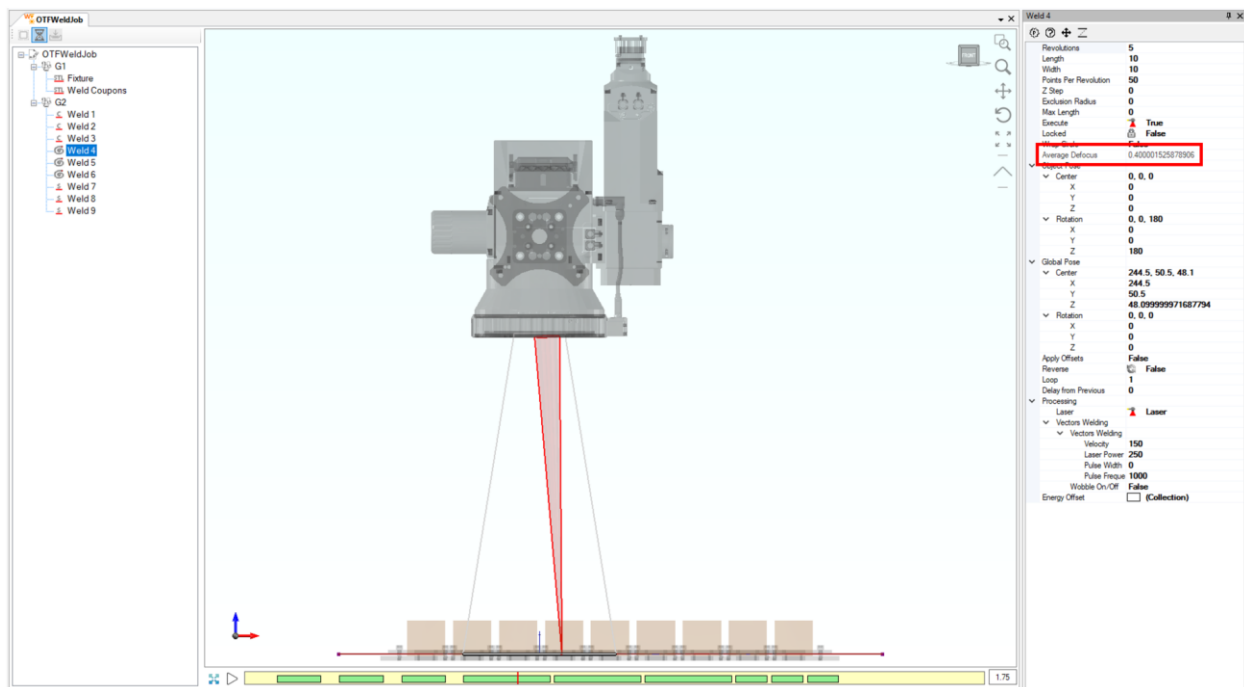 OTFWeldJob
OTFWeldJob
G1
Fixture
Weld Coupons
G2
Weld 1
Weld 2
Weld 3
Weld 4
Weld 5
Weld 6
Weld 7
Weld 8
Weld 9
FRONT
1.75
Weld 4
Revolutions 5
Length 10
Width 10
Points Per Revolution 50
Z Step 0
Exclusion Radius 0
Max Length 0
Execute True
Locked False
Wrap Circle False
Average Defocus 0.400001525878906
Object Pose
Center 0, 0, 0
X 0
Y 0
Z 0
Rotation 0, 0, 180
X 0
Y 0
Z 180
Global Pose
Center 244.5, 50.5, 48.1
X 244.5
Y 50.5
Z 48.099999971687794
Rotation 0, 0, 0
X 0
Y 0
Z 0
Apply Offsets False
Reverse False
Loop 1
Delay from Previous 0
Processing
Laser Laser
Vectors Welding
Vectors Welding
Velocity 150
Laser Power 250
Pulse Width 0
Pulse Freque 1000
Wobble On/Off False
Energy Offset (Collection)